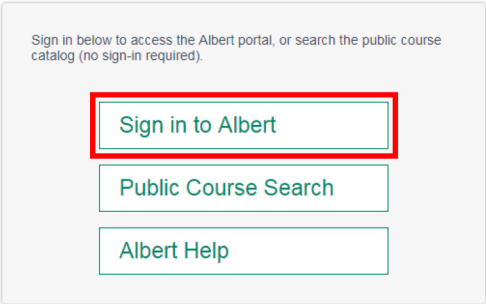 Sign in below to access the Albert portal, or search the public course
catalog (no sign-in required).
Sign in to Albert
Public Course Search
Albert Help